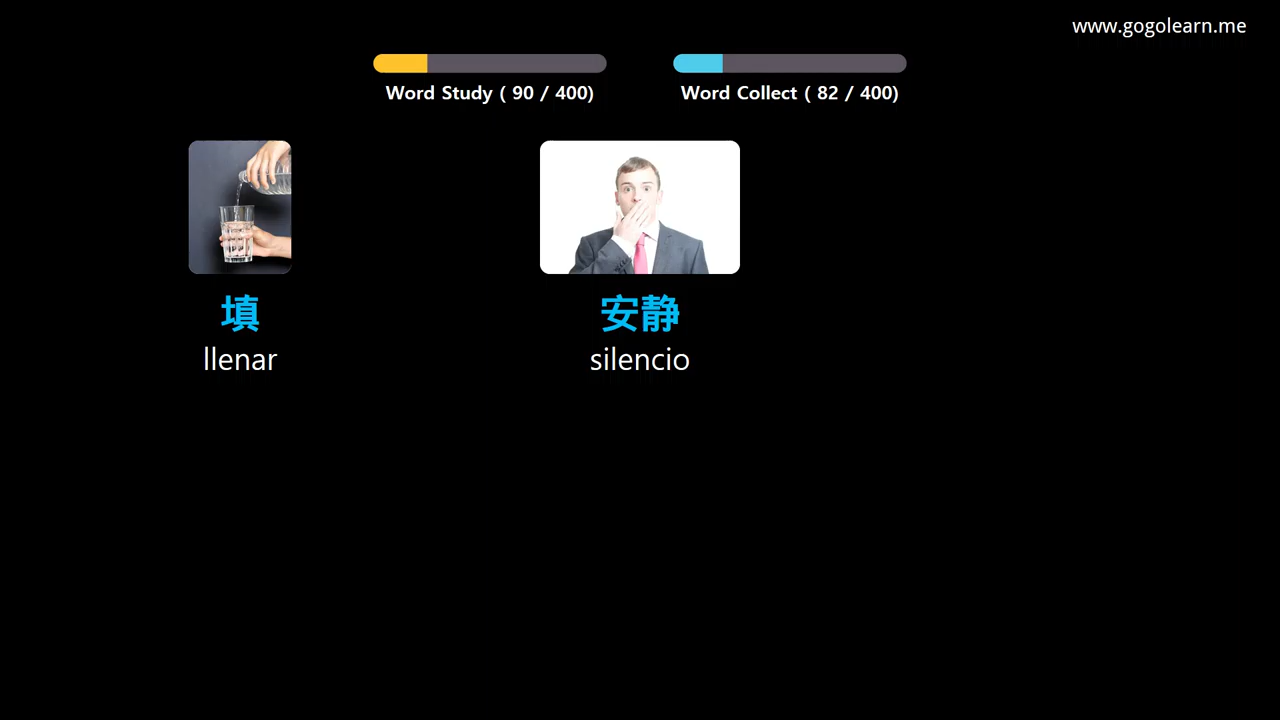 www.gogolearn.me
Word Study ( 90 / 400)
Word Collect ( 82 / 400)
填
llenar
安静
silencio